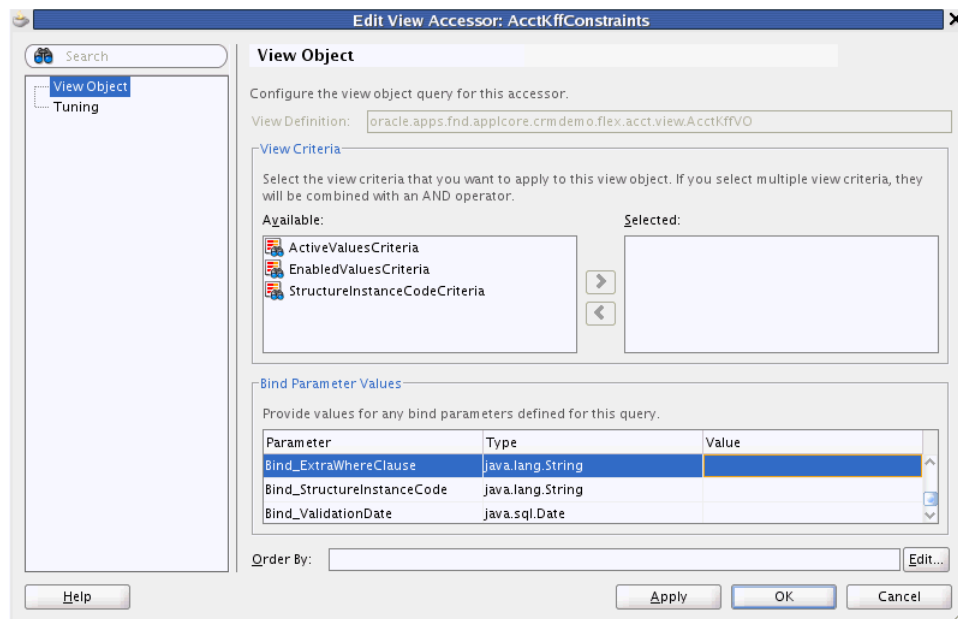 Edit View Accessor: AcctKffConstraints
Search
View Object
Tuning
View Object
Configure the view object query for this accessor.
View Definition: oracle.apps.fnd.applcore.crmdemo.flex.acct.view.AcctKffVO
View Criteria
Select the view criteria that you want to apply to this view object. If you select multiple view criteria, they
will be combined with an AND operator.
Available: Selected:
ActiveValuesCriteria
EnabledValuesCriteria
StructureInstanceCodeCriteria
Bind Parameter Values
Provide values for any bind parameters defined for this query.
Parameter Type Value
Bind_ExtraWhereClause java.lang.String
Bind_StructureInstanceCode java.lang.String
Bind_ValidationDate java.sql.Date
Order By: Edit...
Help Apply OK Cancel